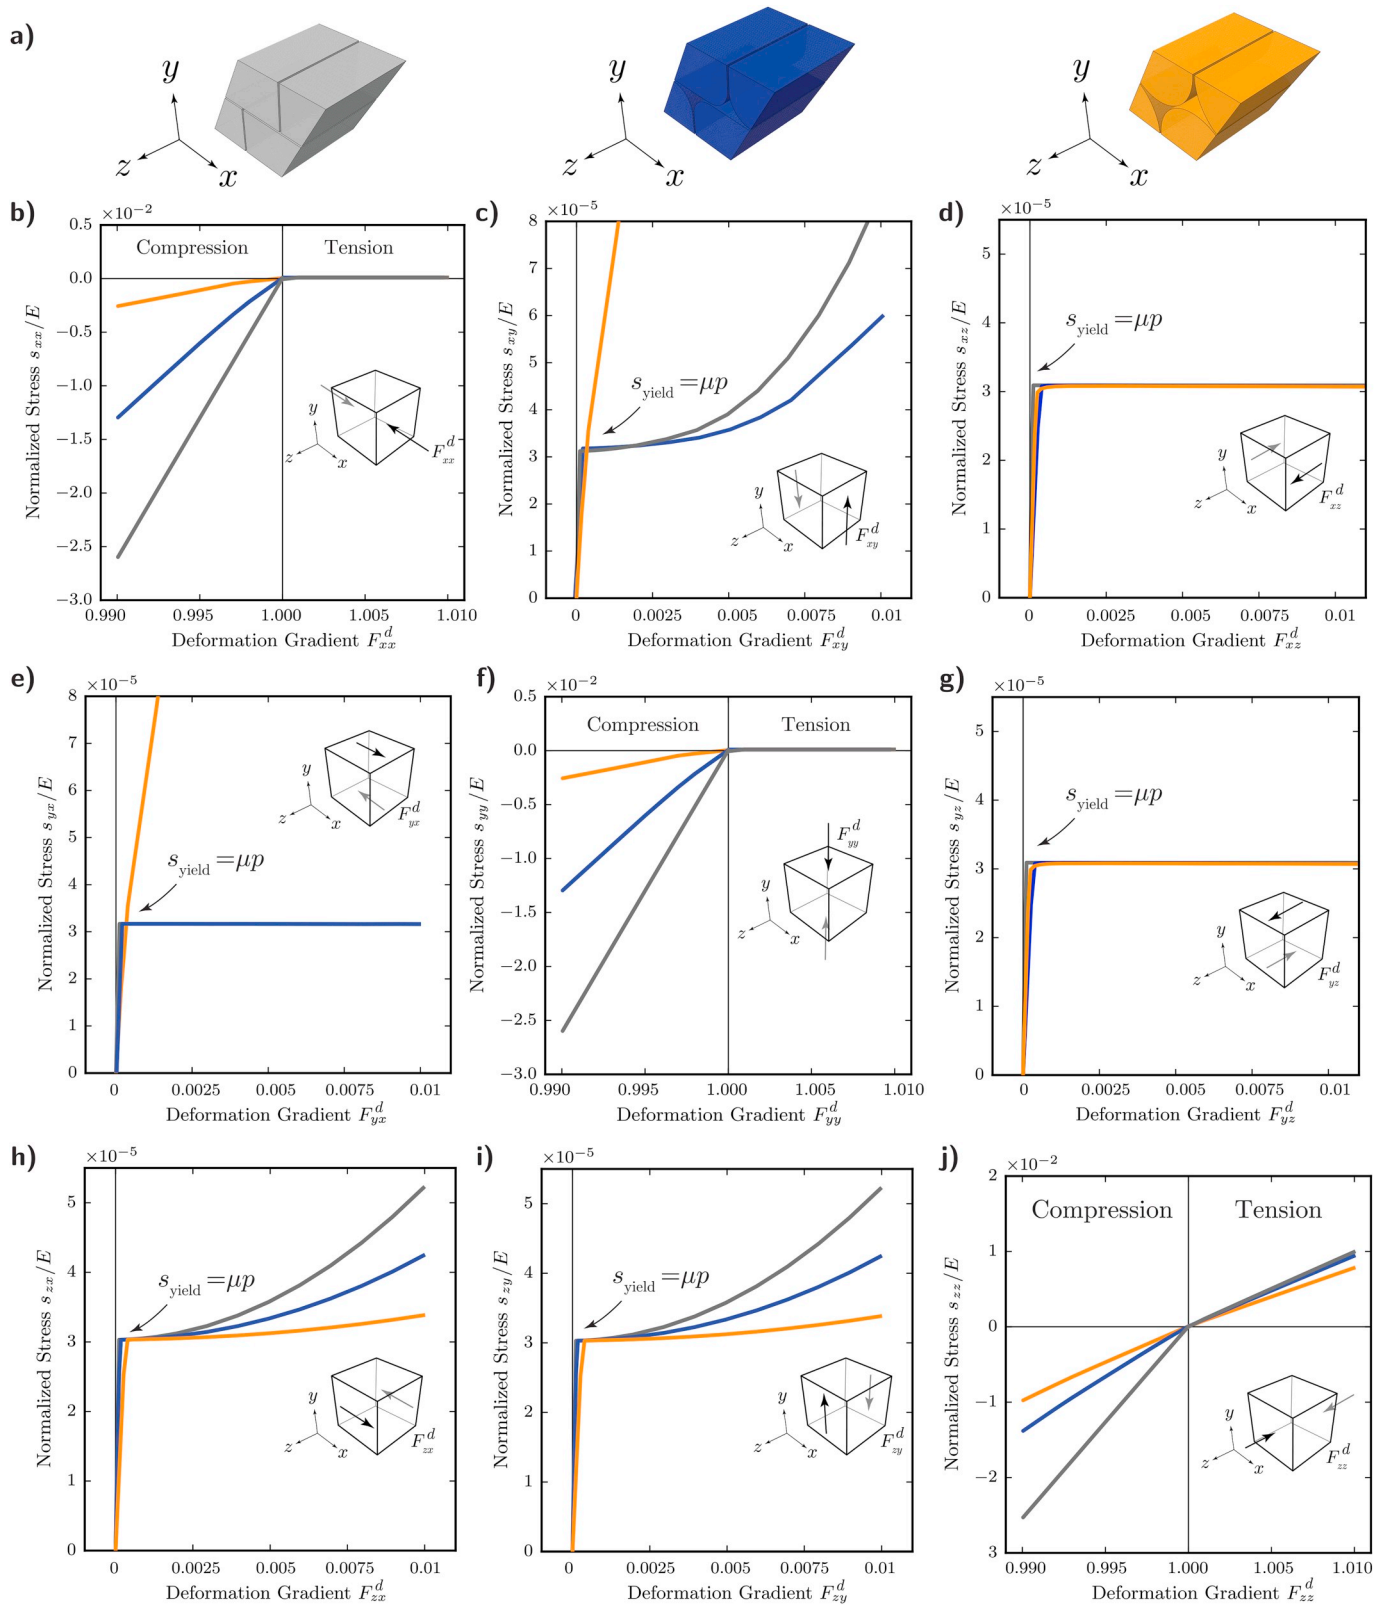 a)
y
z
x
y
z
x
y
z
x
b)
×10⁻²
Compression
Tension
Normalized Stress s_xx/E
0.5
0.0
−0.5
−1.0
−1.5
−2.0
−2.5
−3.0
y
z
x
F^d_xx
0.990
0.995
1.000
1.005
1.010
Deformation Gradient F^d_xx
c)
×10⁻⁵
Normalized Stress s_xy/E
8
7
6
5
4
3
2
1
0
s_yield=μp
y
z
x
F^d_xy
0
0.0025
0.005
0.0075
0.01
Deformation Gradient F^d_xy
d)
×10⁻⁵
Normalized Stress s_xz/E
5
4
3
2
1
0
s_yield=μp
y
z
x
F^d_xz
0
0.0025
0.005
0.0075
0.01
Deformation Gradient F^d_xz
e)
×10⁻⁵
Normalized Stress s_yx/E
8
7
6
5
4
3
2
1
0
y
z
x
F^d_yx
s_yield=μp
0
0.0025
0.005
0.0075
0.01
Deformation Gradient F^d_yx
f)
×10⁻²
Compression
Tension
Normalized Stress s_yy/E
0.5
0.0
−0.5
−1.0
−1.5
−2.0
−2.5
−3.0
F^d_yy
y
z
x
0.990
0.995
1.000
1.005
1.010
Deformation Gradient F^d_yy
g)
×10⁻⁵
Normalized Stress s_yz/E
5
4
3
2
1
0
s_yield=μp
y
z
x
F^d_yz
0
0.0025
0.005
0.0075
0.01
Deformation Gradient F^d_yz
h)
×10⁻⁵
Normalized Stress s_zx/E
5
4
3
2
1
0
s_yield=μp
y
z
x
F^d_zx
0
0.0025
0.005
0.0075
0.01
Deformation Gradient F^d_zx
i)
×10⁻⁵
Normalized Stress s_zy/E
5
4
3
2
1
0
s_yield=μp
y
z
x
F^d_zy
0
0.0025
0.005
0.0075
0.01
Deformation Gradient F^d_zy
j)
×10⁻²
Compression
Tension
Normalized Stress s_zz/E
2
1
0
−1
−2
3
y
z
x
F^d_zz
0.990
0.995
1.000
1.005
1.010
Deformation Gradient F^d_zz